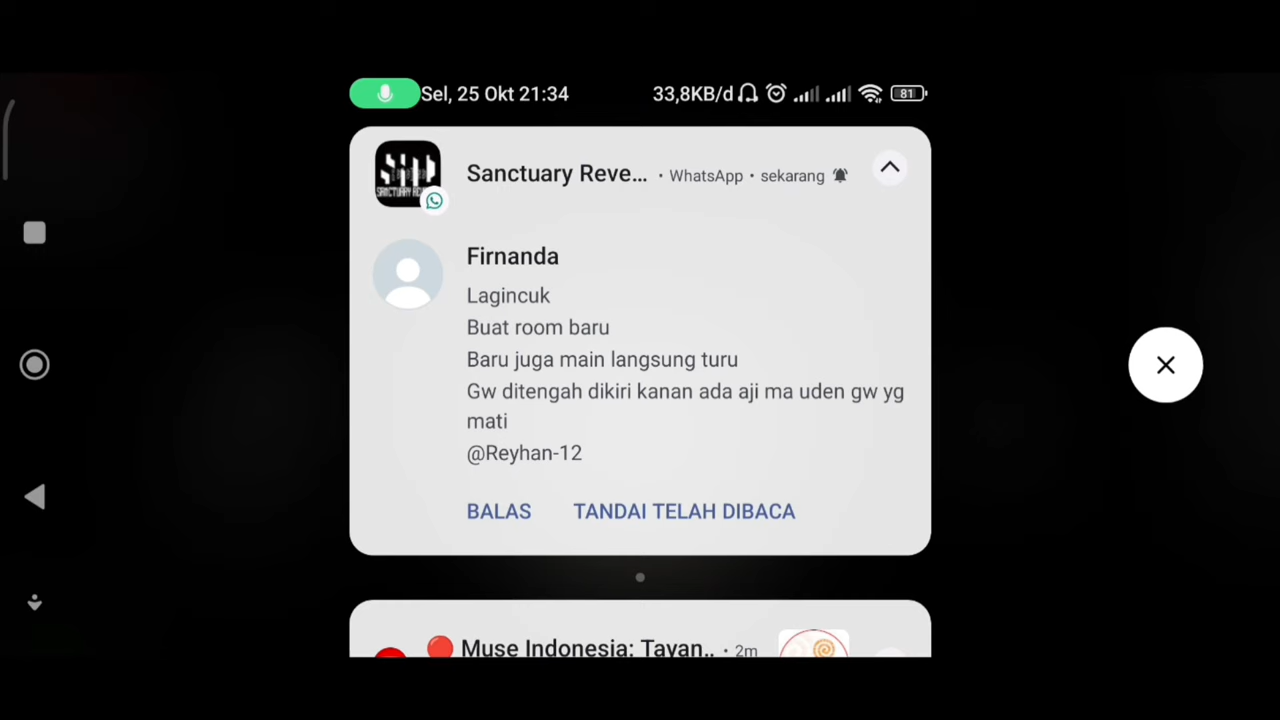 Sel, 25 Okt 21:34 33,8KB/d 81
Sanctuary Reve... • WhatsApp • sekarang
Firnanda
Lagincuk
Buat room baru
Baru juga main langsung turu
Gw ditengah dikiri kanan ada aji ma uden gw yg
mati
@Reyhan-12
BALAS TANDAI TELAH DIBACA
Muse Indonesia: Tayan.. • 2m